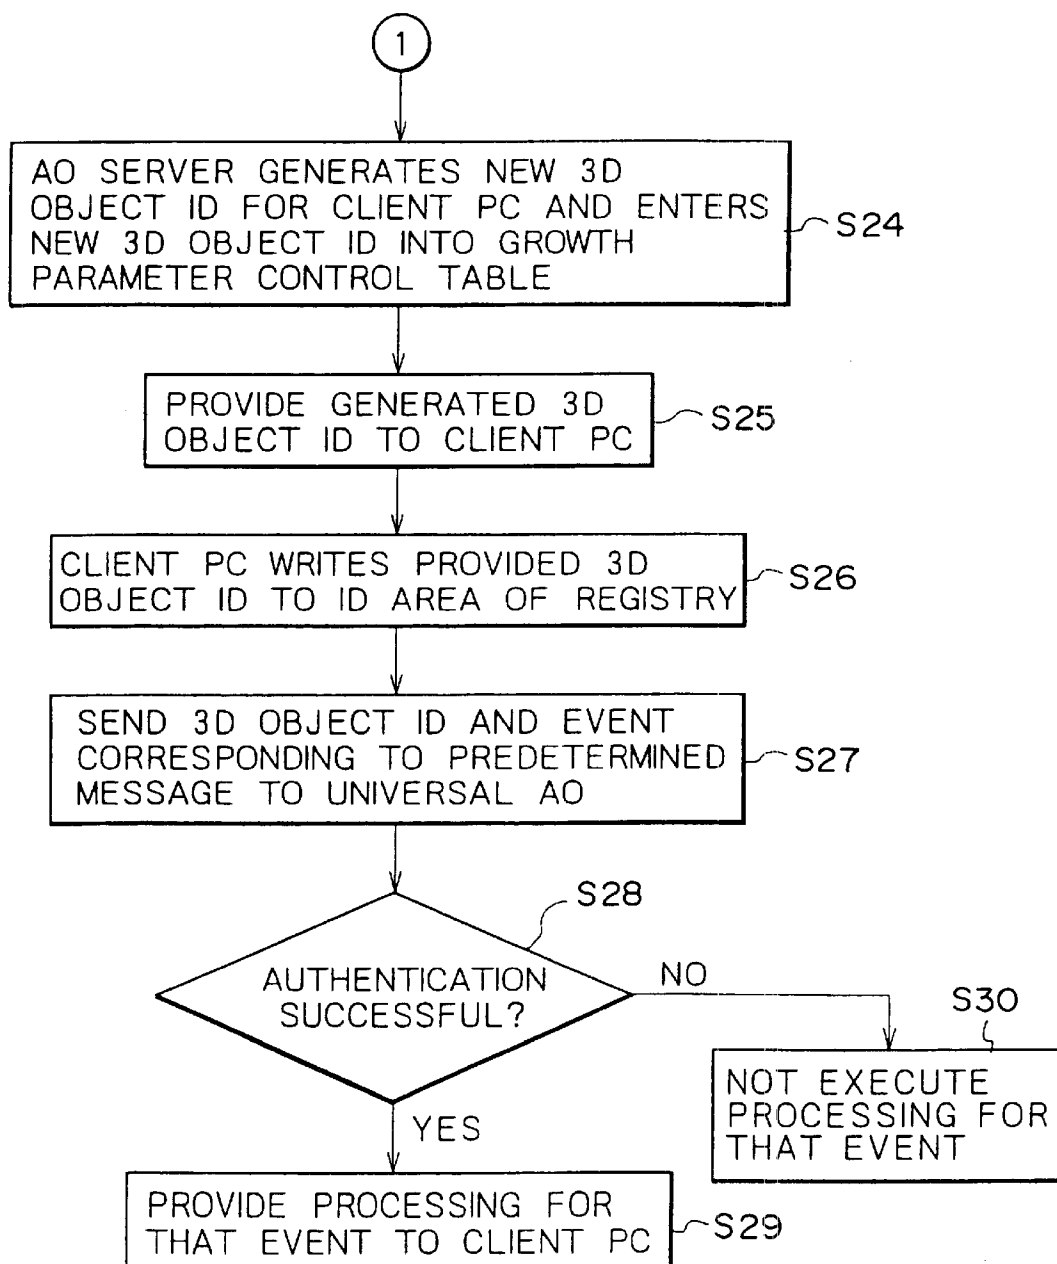 1
AO SERVER GENERATES NEW 3D
OBJECT ID FOR CLIENT PC AND ENTERS
NEW 3D OBJECT ID INTO GROWTH
PARAMETER CONTROL TABLE
S24
PROVIDE GENERATED 3D
OBJECT ID TO CLIENT PC
S25
CLIENT PC WRITES PROVIDED 3D
OBJECT ID TO ID AREA OF REGISTRY
S26
SEND 3D OBJECT ID AND EVENT
CORRESPONDING TO PREDETERMINED
MESSAGE TO UNIVERSAL AO
S27
S28
AUTHENTICATION
SUCCESSFUL?
NO
S30
NOT EXECUTE
PROCESSING FOR
THAT EVENT
YES
PROVIDE PROCESSING FOR
THAT EVENT TO CLIENT PC
S29